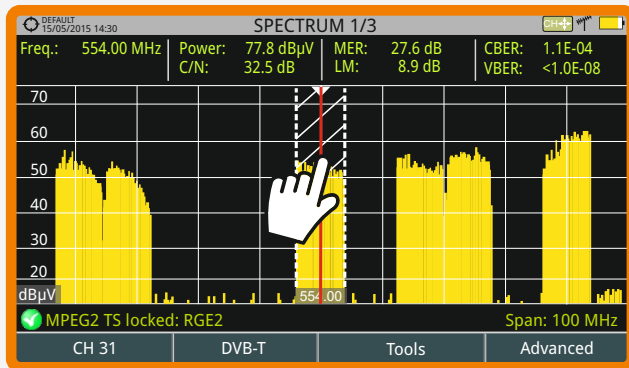 DEFAULT
15/05/2015 14:30
SPECTRUM 1/3
CH
Freq.: 554.00 MHz
Power: 77.8 dBµV
MER: 27.6 dB
CBER: 1.1E-04
C/N: 32.5 dB
LM: 8.9 dB
VBER: <1.0E-08
70
60
50
40
30
20
dBµV
554.00
MPEG2 TS locked: RGE2
Span: 100 MHz
CH 31
DVB-T
Tools
Advanced